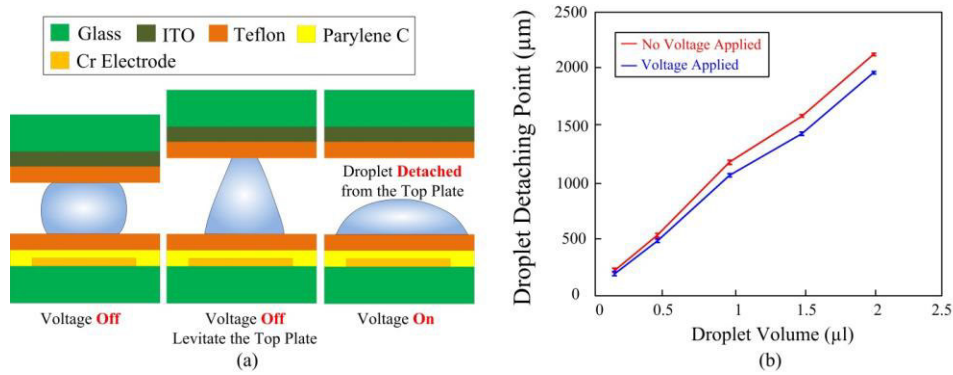 Glass ITO Teflon Parylene C
Cr Electrode
Droplet Detached
from the Top Plate
Voltage Off
Voltage Off
Levitate the Top Plate
Voltage On
(a)
2500
2000
1500
1000
500
0
Droplet Detaching Point (µm)
No Voltage Applied
Voltage Applied
0 0.5 1 1.5 2 2.5
Droplet Volume (µl)
(b)